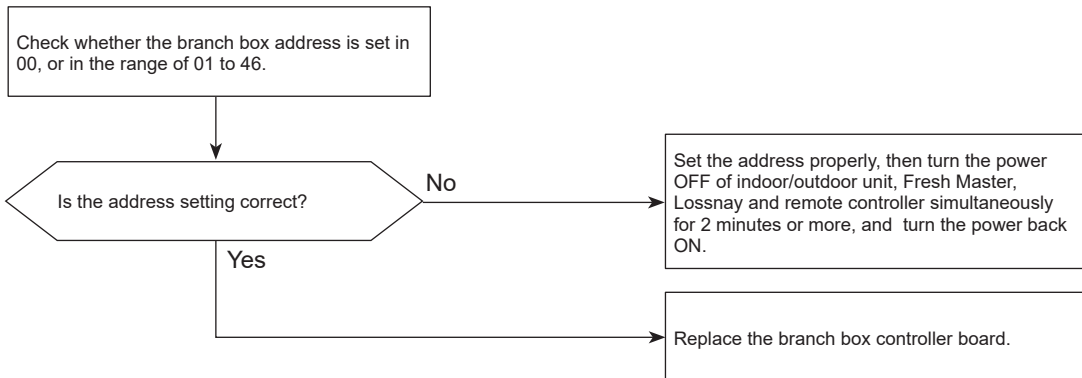 Check whether the branch box address is set in
00, or in the range of 01 to 46.
Is the address setting correct?
No
Set the address properly, then turn the power
OFF of indoor/outdoor unit, Fresh Master,
Lossnay and remote controller simultaneously
for 2 minutes or more, and  turn the power back
ON.
Yes
Replace the branch box controller board.